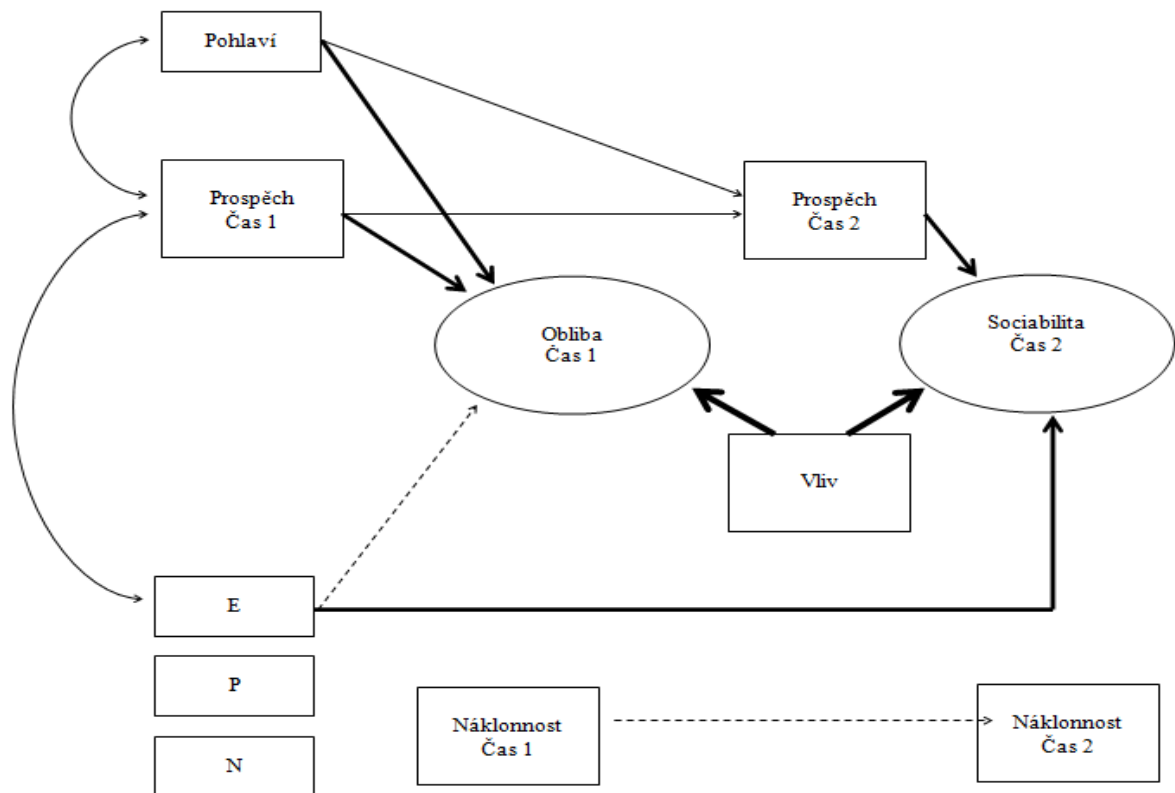 Pohlaví
Prospěch
Čas 1
Prospěch
Čas 2
Obliba
Čas 1
Sociabilita
Čas 2
Vliv
E
P
N
Náklonnost
Čas 1
Náklonnost
Čas 2